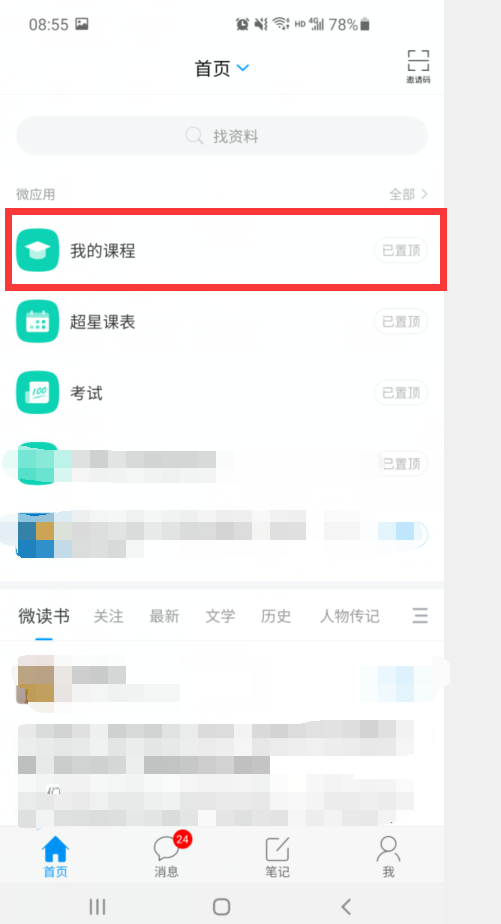 08:55 HD 4G 78%
首页
邀请码
找资料
微应用 全部
我的课程 已置顶
超星课表 已置顶
100
考试 已置顶
已置顶
微读书 关注 最新 文学 历史 人物传记
24
首页 消息 笔记 我